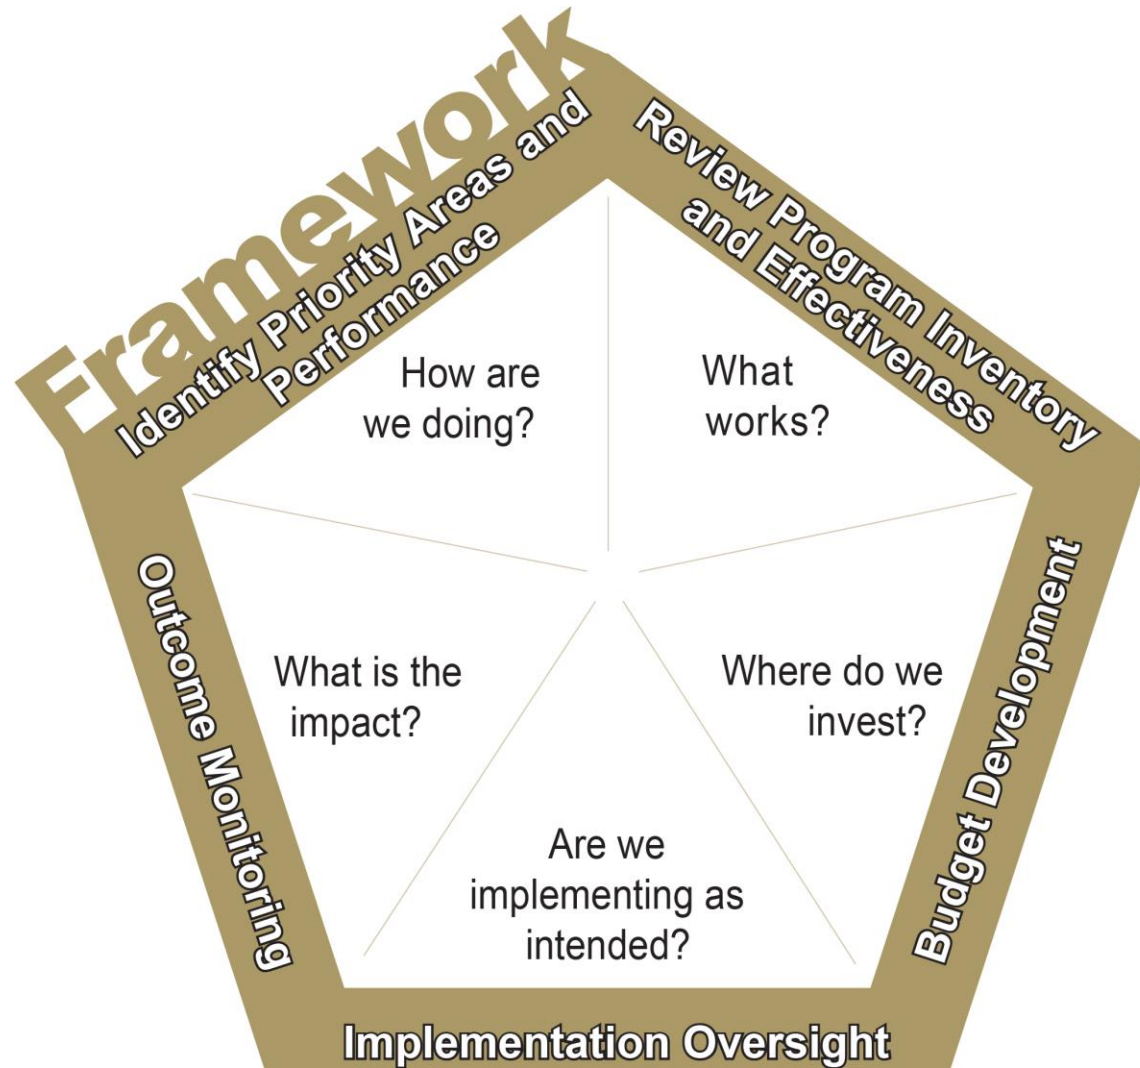 Framework
Identify Priority Areas and
Performance
Review Program Inventory
and Effectiveness
How are
we doing?
What
works?
Outcome Monitoring
What is the
impact?
Where do we
invest?
Budget Development
Are we
implementing as
intended?
Implementation Oversight